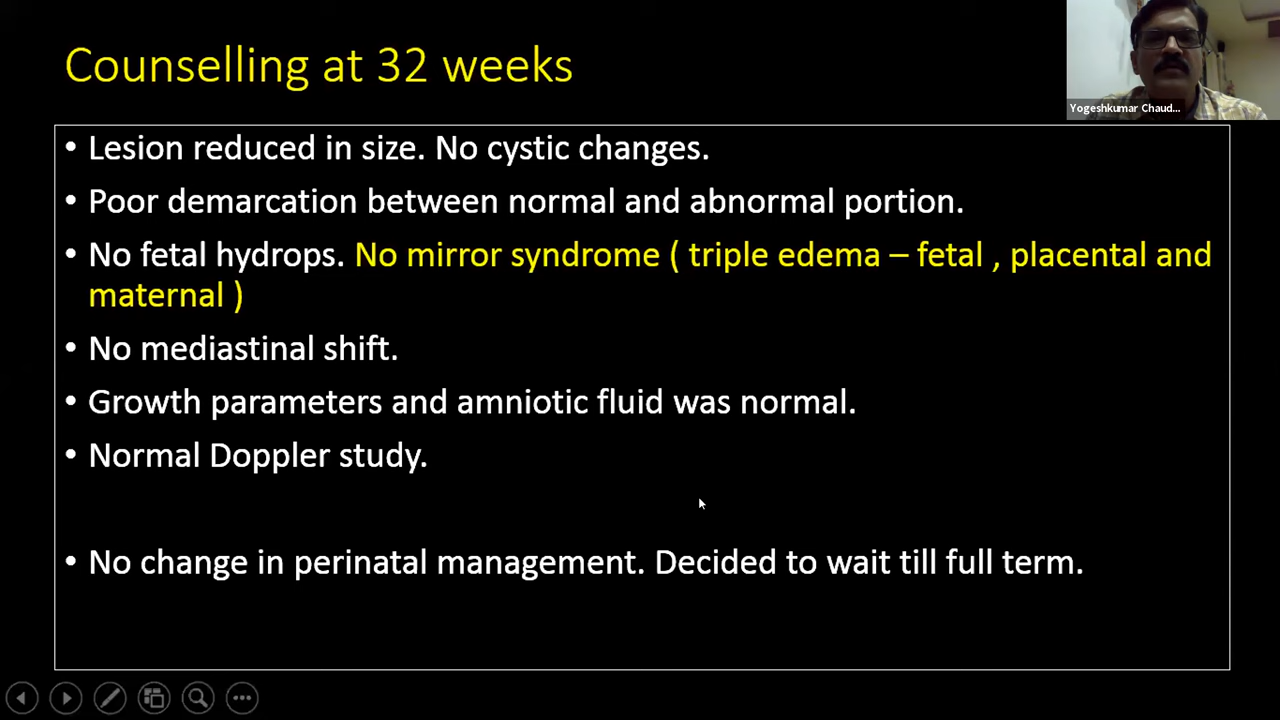 Counselling at 32 weeks
Yogeshkumar Chaud...
• Lesion reduced in size. No cystic changes.
• Poor demarcation between normal and abnormal portion.
• No fetal hydrops. No mirror syndrome ( triple edema – fetal , placental and
maternal )
• No mediastinal shift.
• Growth parameters and amniotic fluid was normal.
• Normal Doppler study.
• No change in perinatal management. Decided to wait till full term.